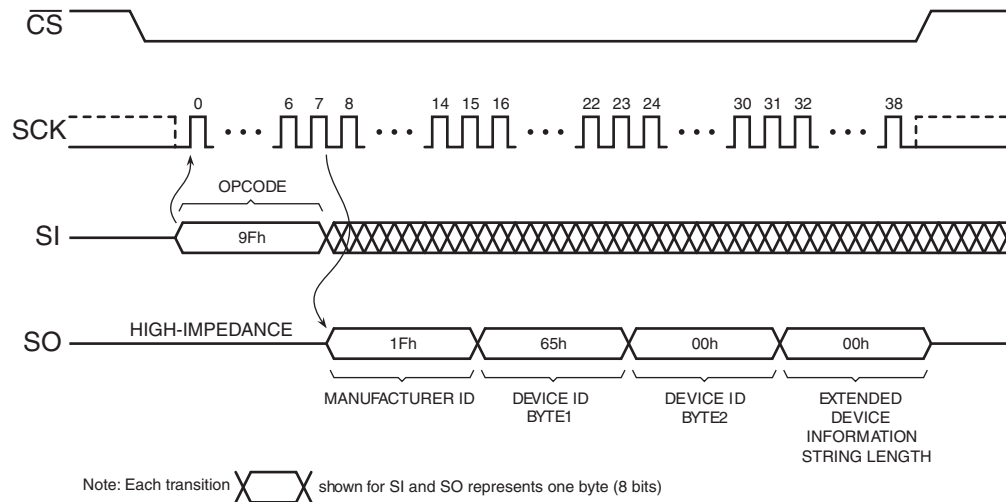 CS
0 6 7 8 14 15 16 22 23 24 30 31 32 38
SCK
OPCODE
SI
9Fh
HIGH-IMPEDANCE
SO
1Fh 65h 00h 00h
MANUFACTURER ID
DEVICE ID
BYTE1
DEVICE ID
BYTE2
EXTENDED
DEVICE
INFORMATION
STRING LENGTH
Note: Each transition shown for SI and SO represents one byte (8 bits)